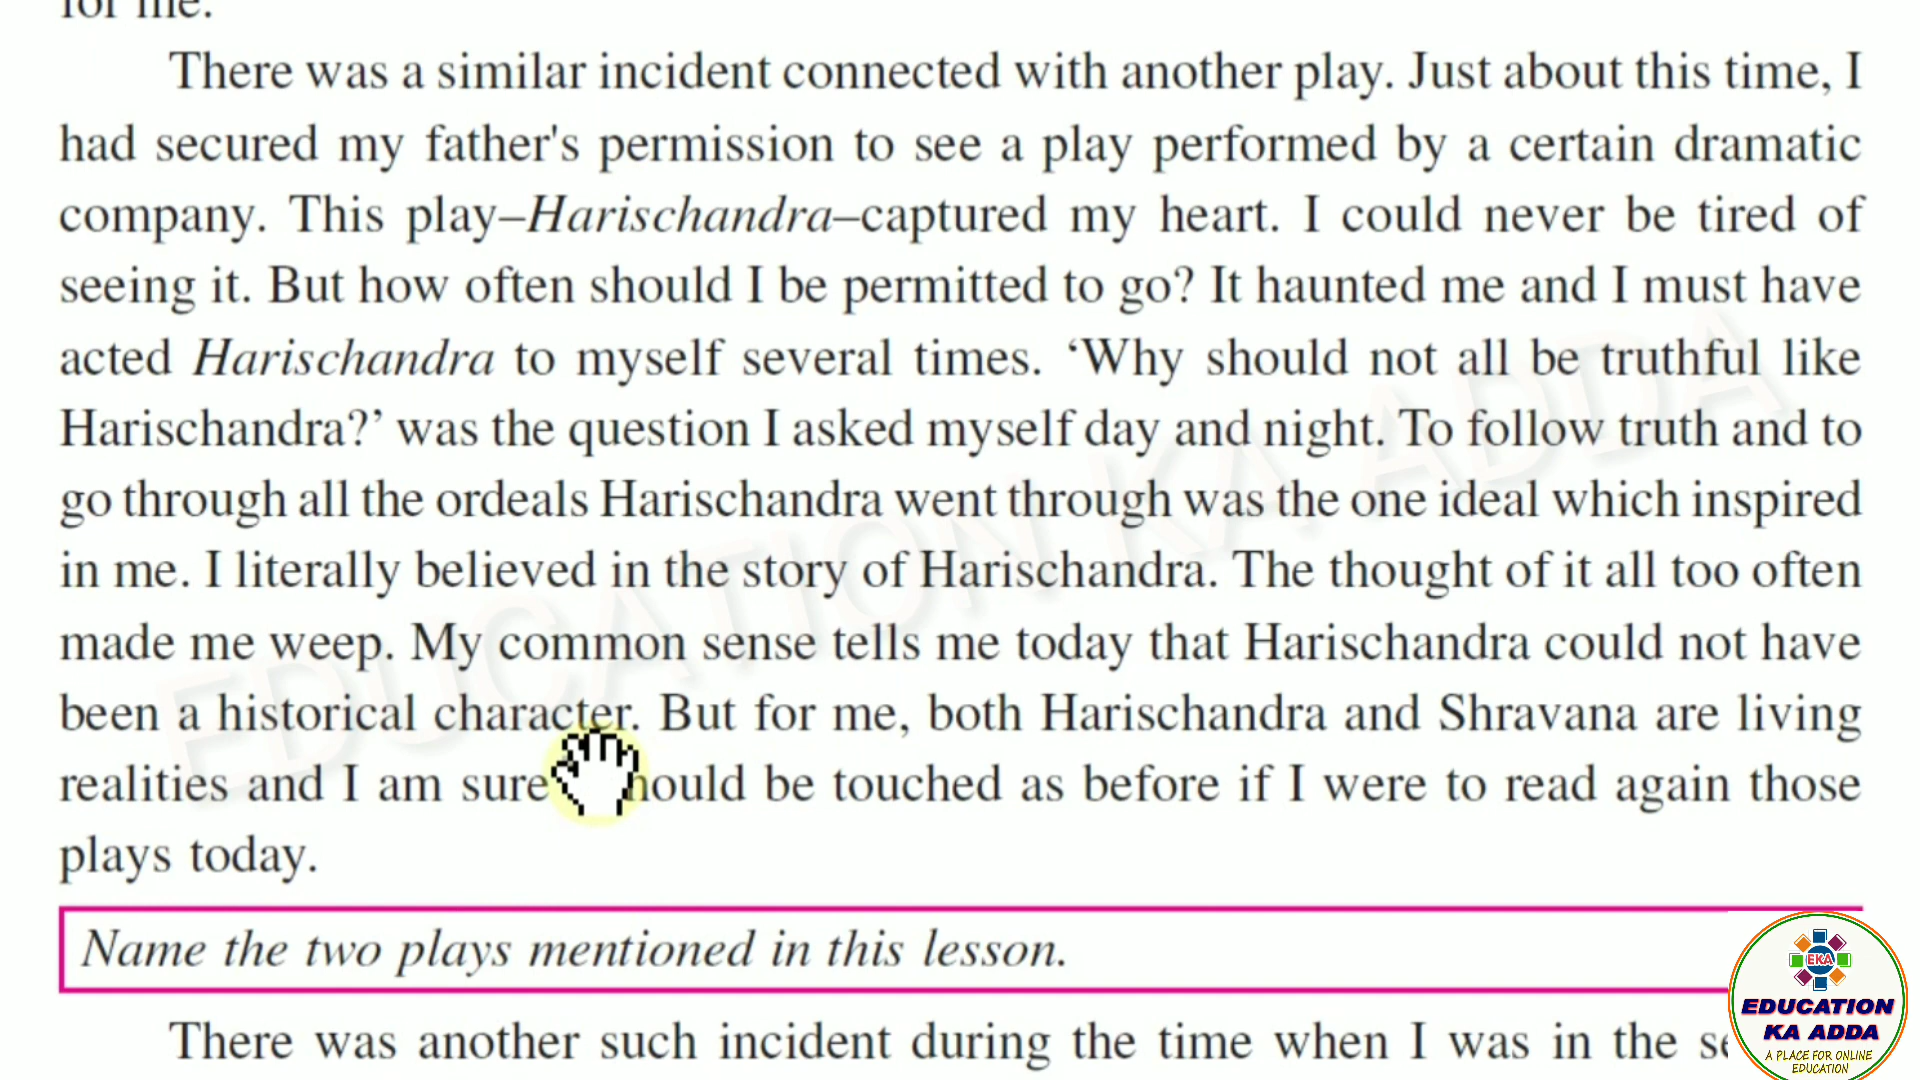 for me.
There was a similar incident connected with another play. Just about this time, I
had secured my father's permission to see a play performed by a certain dramatic
company. This play–Harischandra–captured my heart. I could never be tired of
seeing it. But how often should I be permitted to go? It haunted me and I must have
acted Harischandra to myself several times. ‘Why should not all be truthful like
Harischandra?’ was the question I asked myself day and night. To follow truth and to
go through all the ordeals Harischandra went through was the one ideal which inspired
in me. I literally believed in the story of Harischandra. The thought of it all too often
made me weep. My common sense tells me today that Harischandra could not have
been a historical character. But for me, both Harischandra and Shravana are living
realities and I am sure hould be touched as before if I were to read again those
plays today.
Name the two plays mentioned in this lesson.
There was another such incident during the time when I was in the
EDUCATION KA ADDA
EKA
EDUCATION
KA ADDA
A PLACE FOR ONLINE
EDUCATION